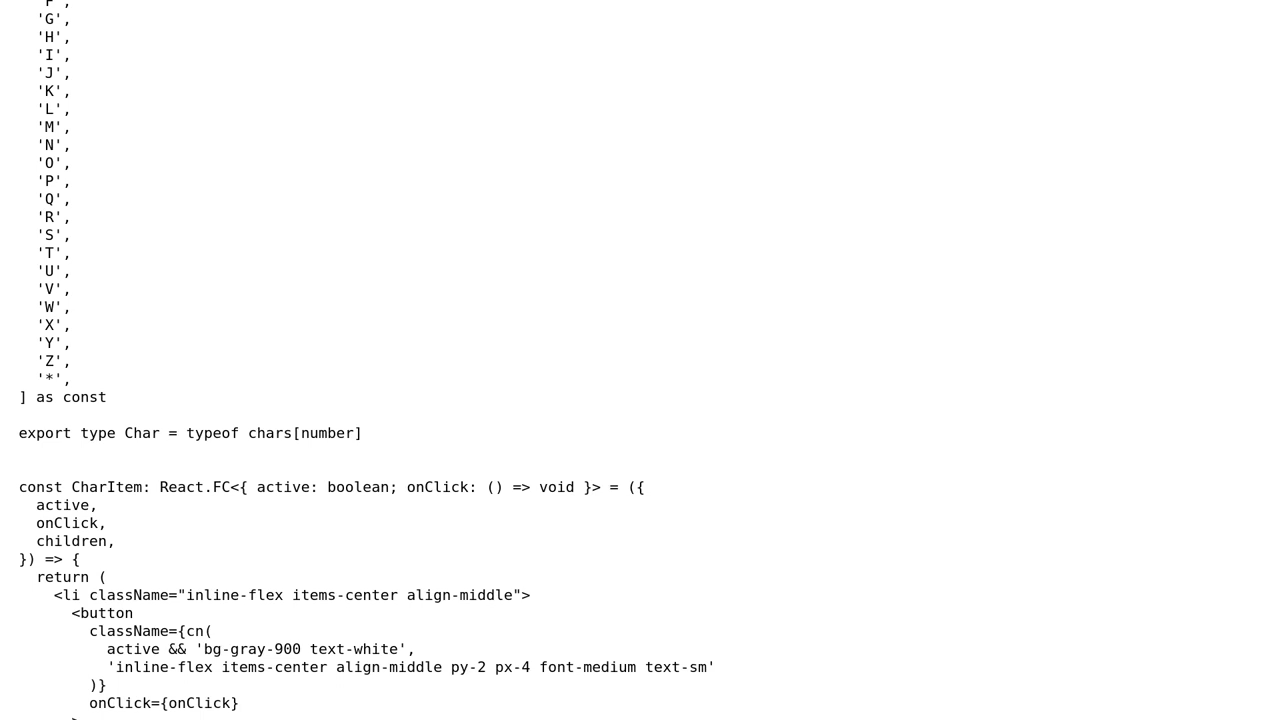 'F',
  'G',
  'H',
  'I',
  'J',
  'K',
  'L',
  'M',
  'N',
  'O',
  'P',
  'Q',
  'R',
  'S',
  'T',
  'U',
  'V',
  'W',
  'X',
  'Y',
  'Z',
  '*',
] as const

export type Char = typeof chars[number]


const CharItem: React.FC<{ active: boolean; onClick: () => void }> = ({
  active,
  onClick,
  children,
}) => {
  return (
    <li className="inline-flex items-center align-middle">
      <button
        className={cn(
          active && 'bg-gray-900 text-white',
          'inline-flex items-center align-middle py-2 px-4 font-medium text-sm'
        )}
        onClick={onClick}
      >